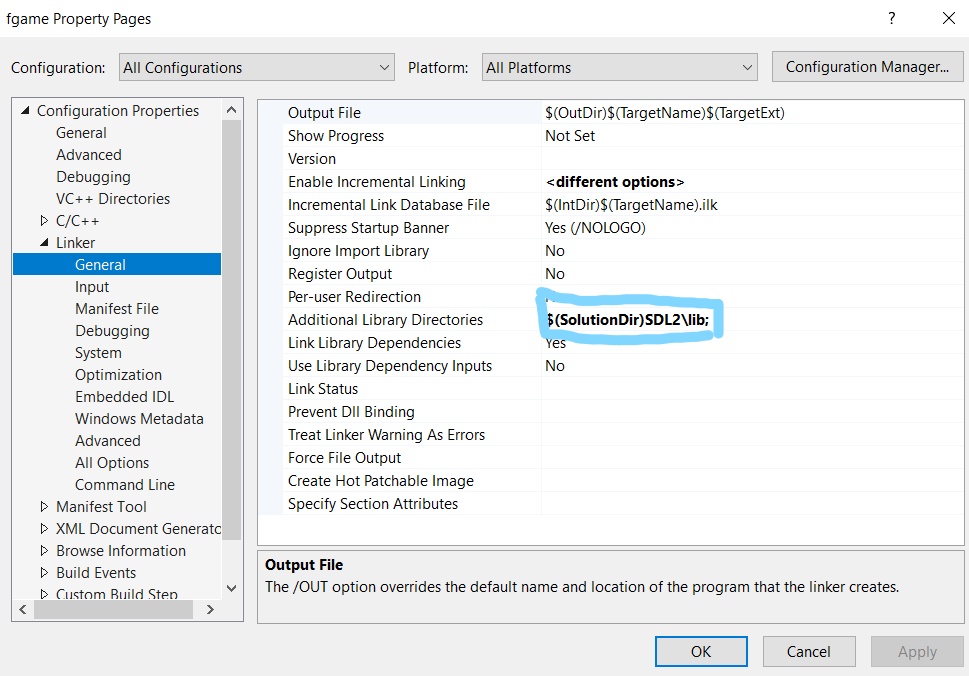 fgame Property Pages
?
Configuration: All Configurations Platform: All Platforms Configuration Manager...
Configuration Properties
General
Advanced
Debugging
VC++ Directories
C/C++
Linker
General
Input
Manifest File
Debugging
System
Optimization
Embedded IDL
Windows Metadata
Advanced
All Options
Command Line
Manifest Tool
XML Document Generato
Browse Information
Build Events
Custom Build Step
Output File $(OutDir)$(TargetName)$(TargetExt)
Show Progress Not Set
Version
Enable Incremental Linking <different options>
Incremental Link Database File $(IntDir)$(TargetName).ilk
Suppress Startup Banner Yes (/NOLOGO)
Ignore Import Library No
Register Output No
Per-user Redirection
Additional Library Directories $(SolutionDir)SDL2\lib;
Link Library Dependencies Yes
Use Library Dependency Inputs No
Link Status
Prevent Dll Binding
Treat Linker Warning As Errors
Force File Output
Create Hot Patchable Image
Specify Section Attributes
Output File
The /OUT option overrides the default name and location of the program that the linker creates.
OK Cancel Apply